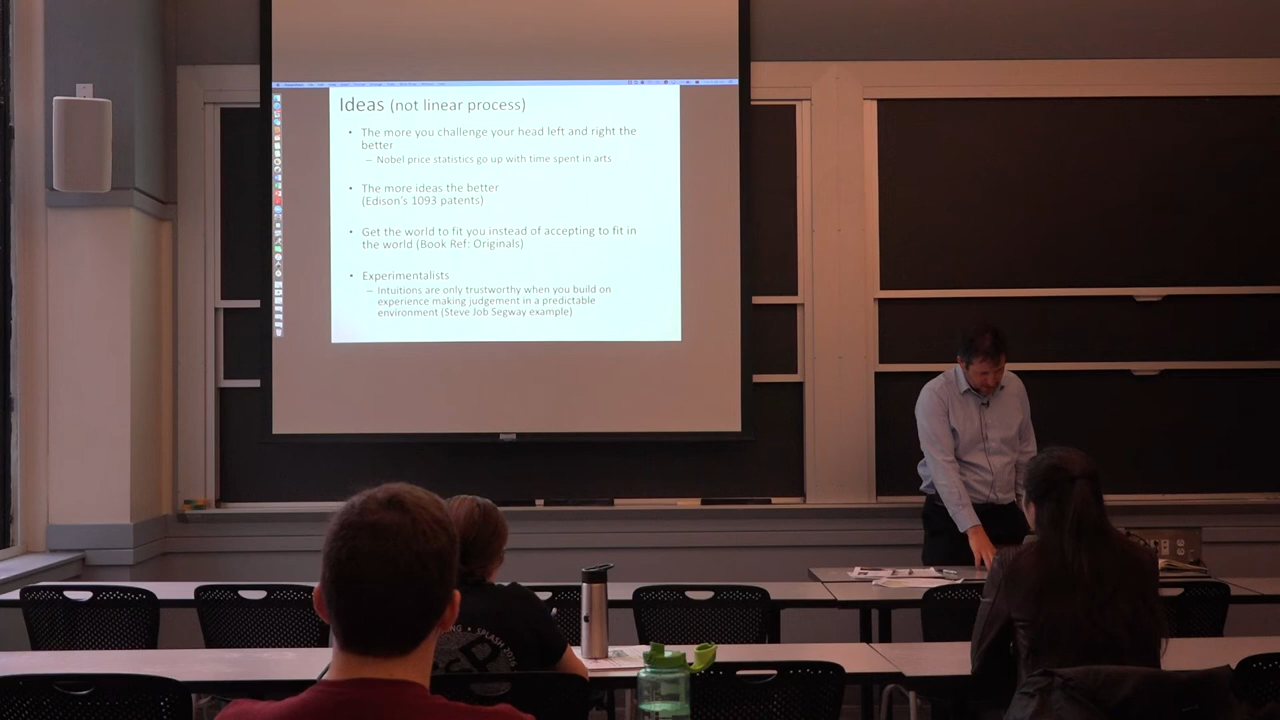 Ideas (not linear process)
• The more you challenge your head left and right the
better
– Nobel price statistics go up with time spent in arts
• The more ideas the better
(Edison's 1093 patents)
• Get the world to fit you instead of accepting to fit in
the world (Book Ref: Originals)
• Experimentalists
– Intuitions are only trustworthy when you build on
experience making judgement in a predictable
environment (Steve Job Segway example)
SPLASH 2016